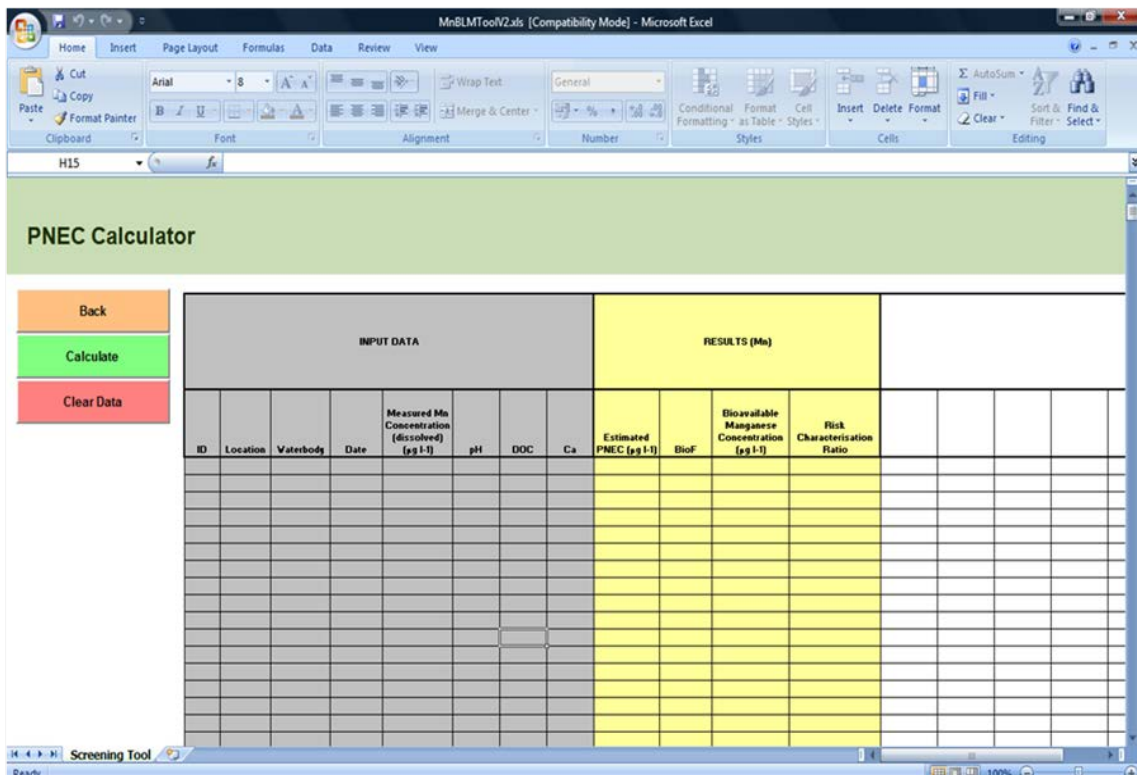 MnBLMToolV2.xls [Compatibility Mode] - Microsoft Excel
Home Insert Page Layout Formulas Data Review View
Cut
Copy
Format Painter
Paste
Clipboard
Arial 8
B I U
Font
Wrap Text
Merge & Center
Alignment
General
Number
Conditional Formatting
Format as Table
Cell Styles
Styles
Insert Delete Format
Cells
AutoSum
Fill
Clear
Sort & Filter
Find & Select
Editing
H15
fx
PNEC Calculator
Back
Calculate
Clear Data
INPUT DATA
RESULTS (Mn)
ID
Location
Waterbody
Date
Measured Mn
Concentration
(dissolved)
(µg l-1)
pH
DOC
Ca
Estimated
PNEC (µg l-1)
BioF
Bioavailable
Manganese
Concentration
(µg l-1)
Risk
Characterisation
Ratio
Screening Tool
Ready
100%